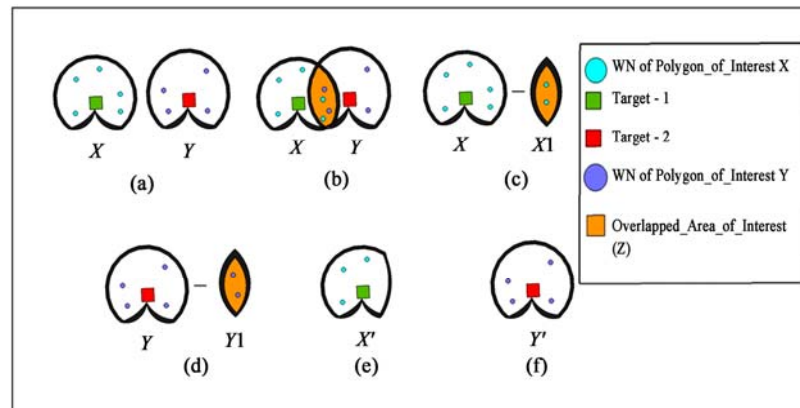 X
Y
(a)
X
Y
(b)
X
X1
(c)
Y
Y1
(d)
X'
(e)
Y'
(f)
WN of Polygon_of_Interest X
Target - 1
Target - 2
WN of Polygon_of_Interest Y
Overlapped_Area_of_Interest
(Z)